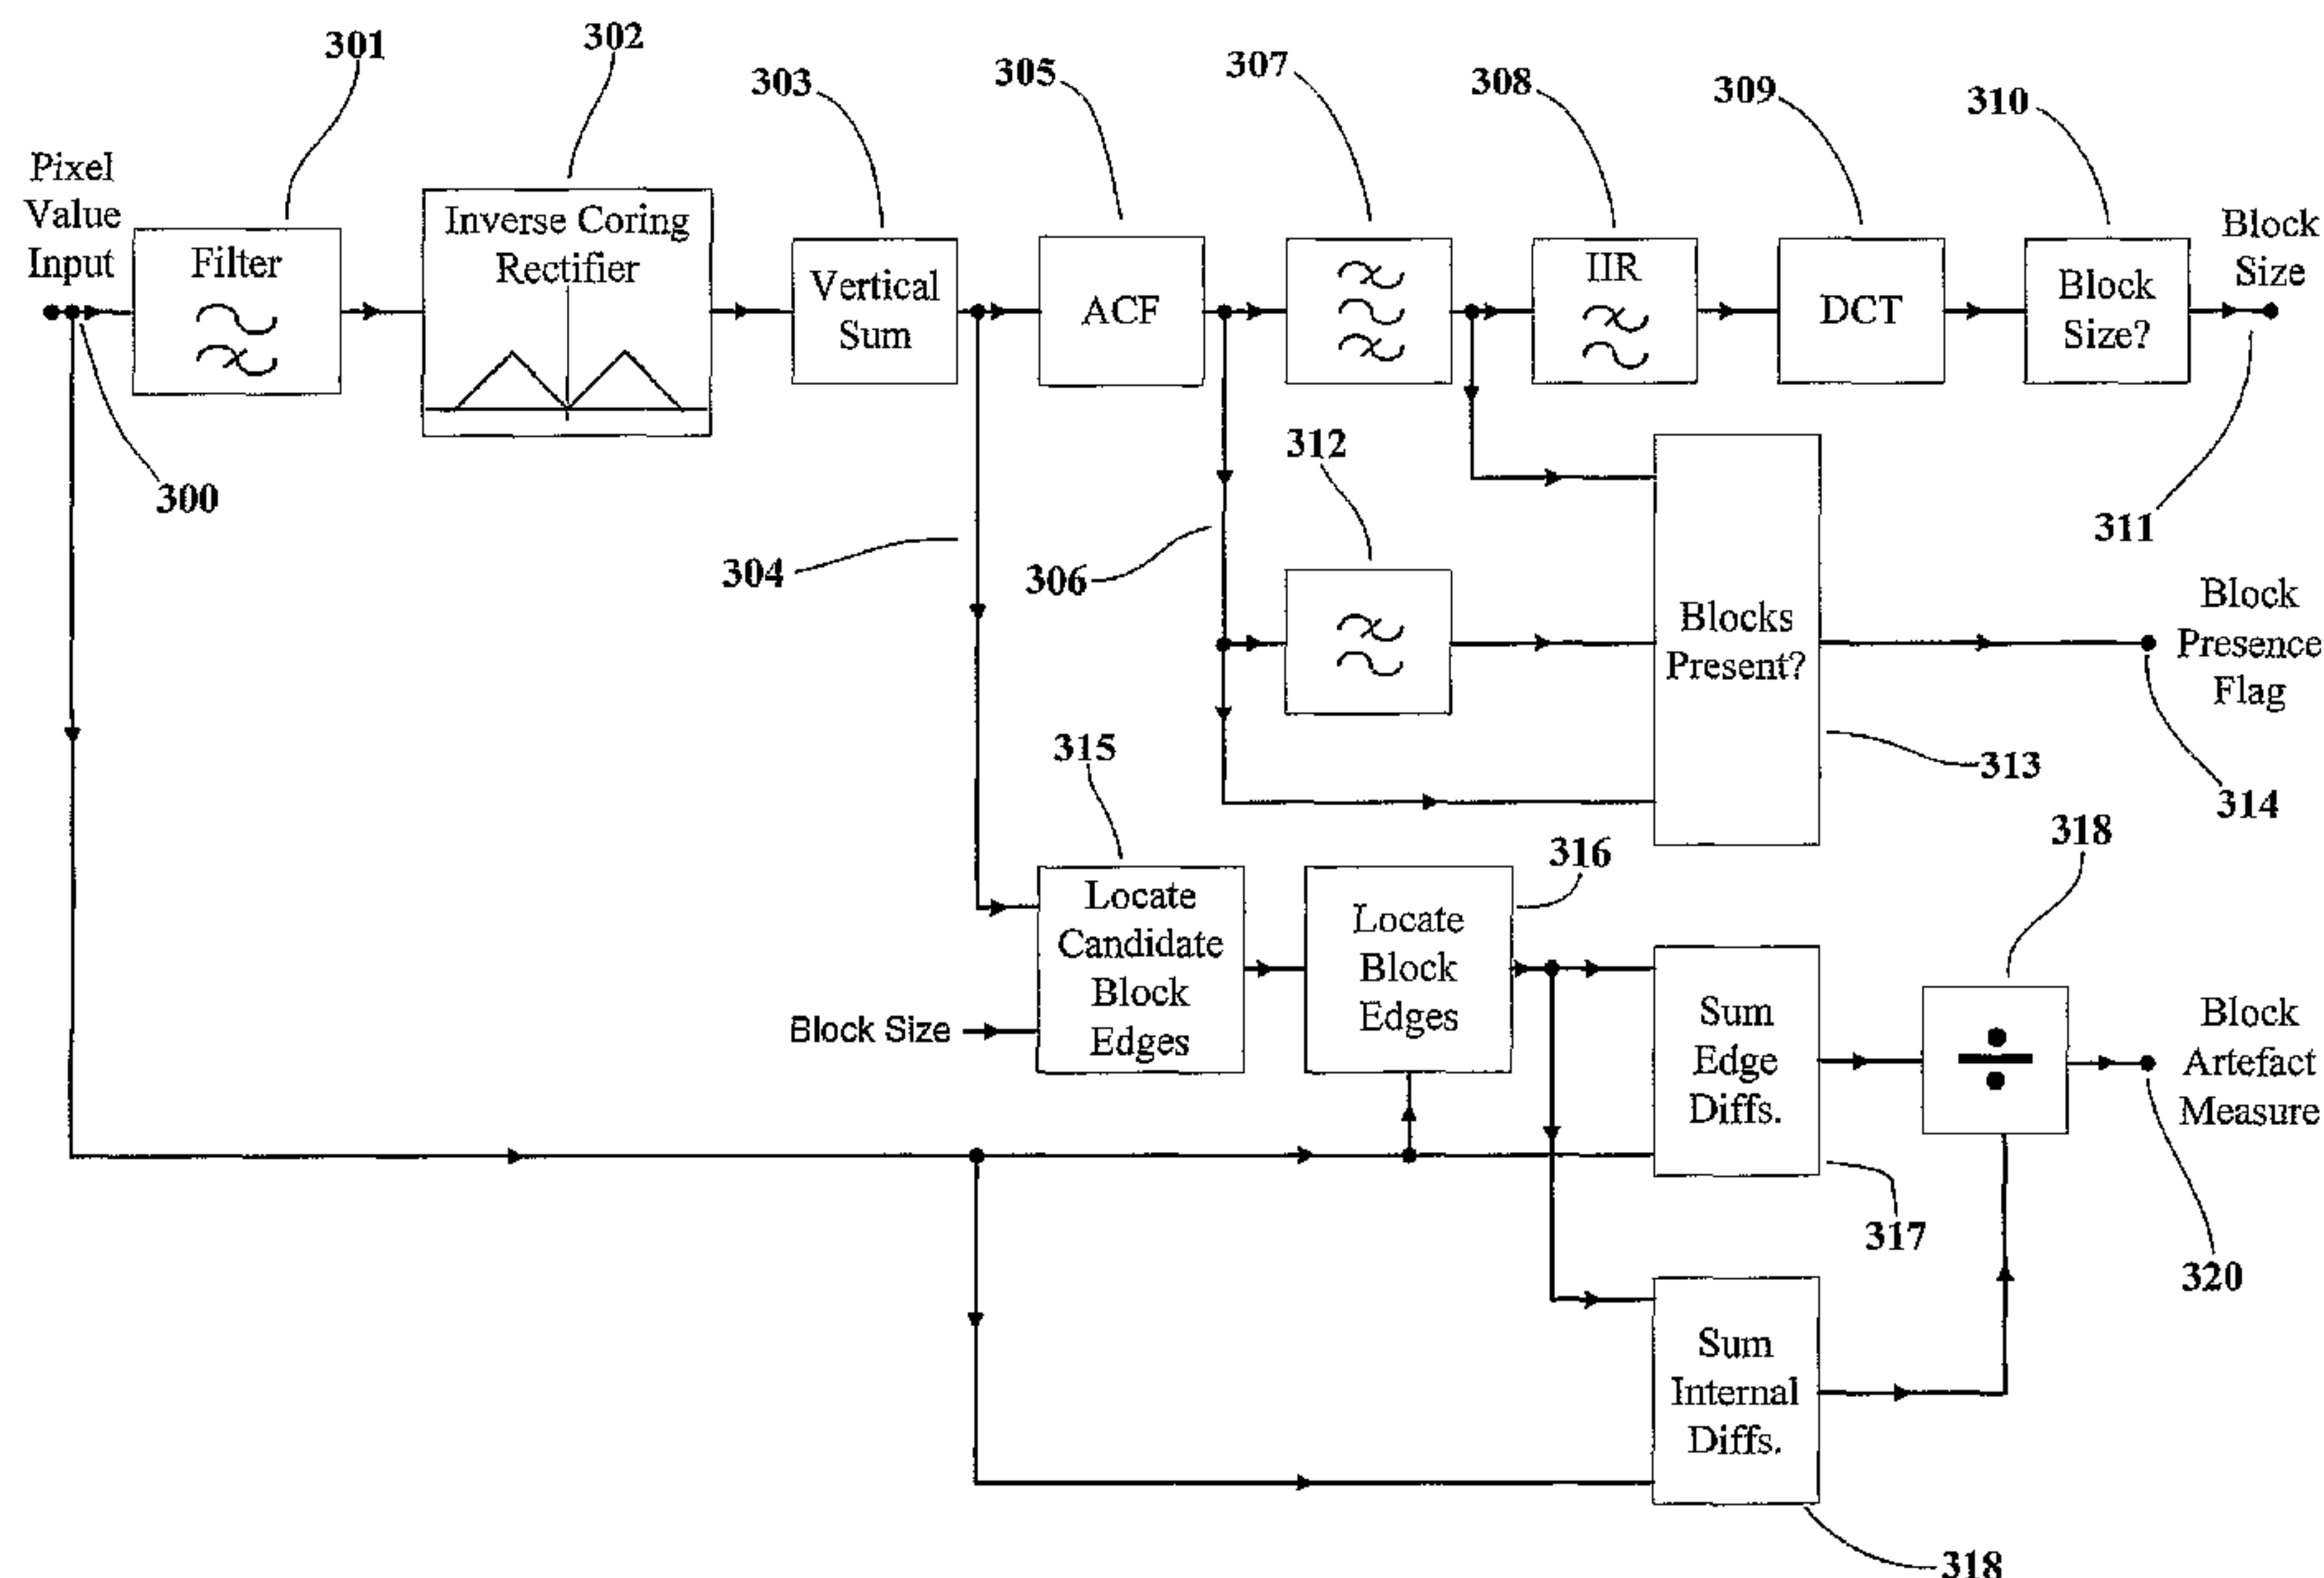 301
302
303
305
307
308
309
310
Pixel
Value
Input
Filter
Inverse Coring
Rectifier
Vertical
Sum
ACF
IIR
DCT
Block
Size?
Block
Size
300
304
306
312
311
Blocks
Present?
Block
Presence
Flag
313
314
315
316
318
Locate
Candidate
Block
Edges
Block Size
Locate
Block
Edges
Sum
Edge
Diffs.
Block
Artefact
Measure
317
320
Sum
Internal
Diffs.
318